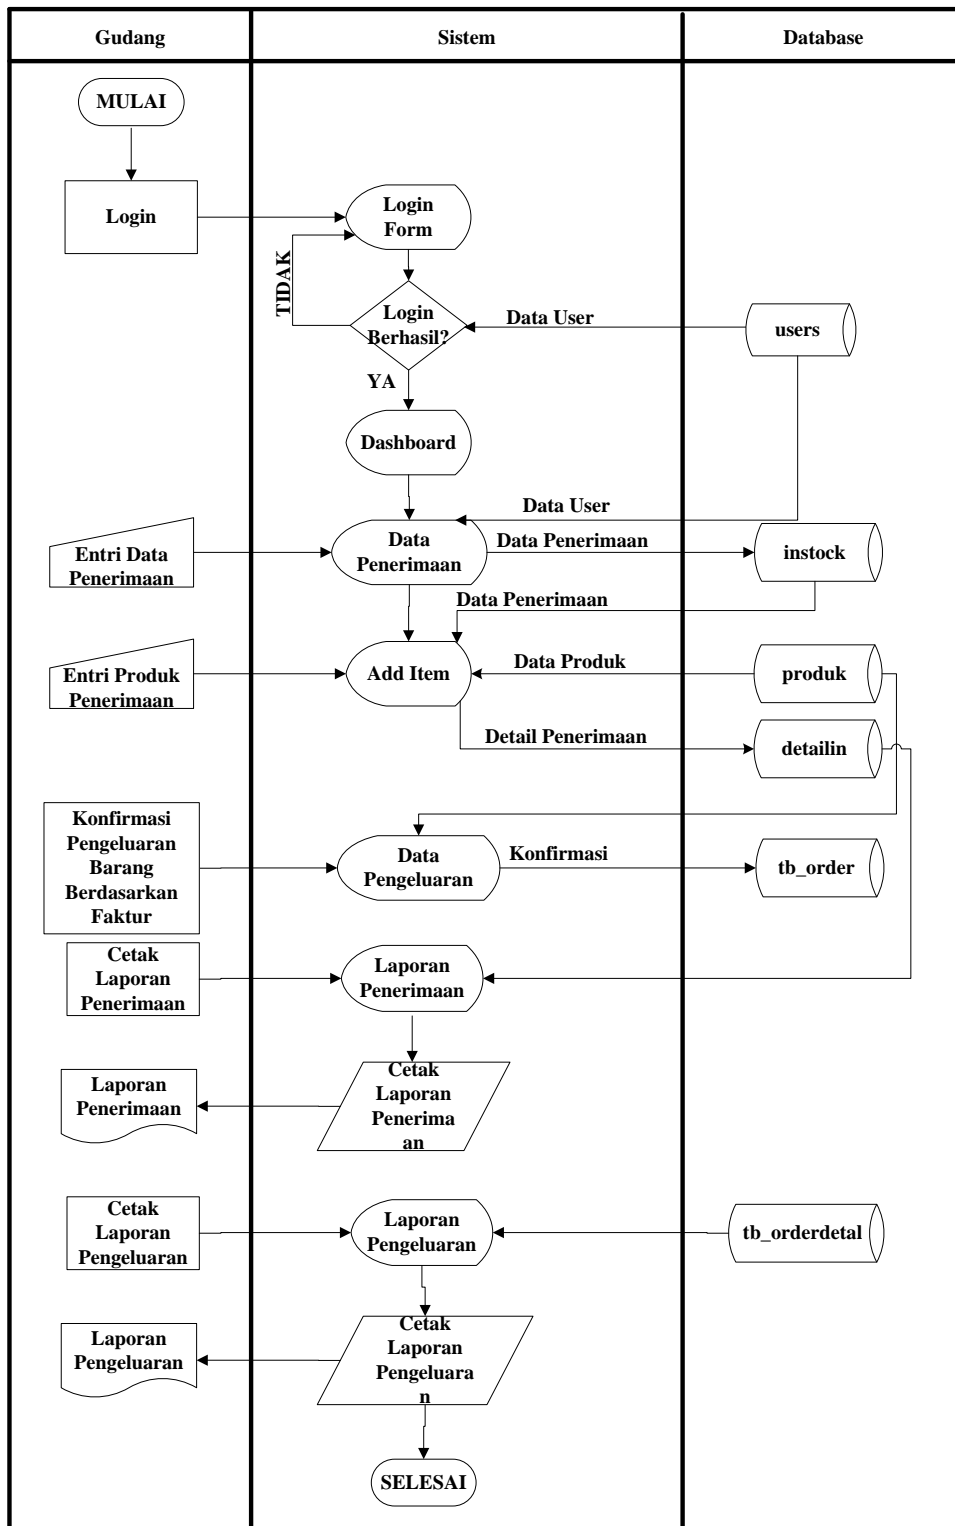 Gudang
Sistem
Database
MULAI
Login
Login
Form
TIDAK
Login
Berhasil?
Data User
users
YA
Dashboard
Data User
Entri Data
Penerimaan
Data
Penerimaan
Data Penerimaan
instock
Data Penerimaan
Entri Produk
Penerimaan
Add Item
Data Produk
produk
Detail Penerimaan
detailin
Konfirmasi
Pengeluaran
Barang
Berdasarkan
Faktur
Data
Pengeluaran
Konfirmasi
tb_order
Cetak
Laporan
Penerimaan
Laporan
Penerimaan
Laporan
Penerimaan
Cetak
Laporan
Penerima
an
Cetak
Laporan
Pengeluaran
Laporan
Pengeluaran
tb_orderdetal
Laporan
Pengeluaran
Cetak
Laporan
Pengeluara
n
SELESAI